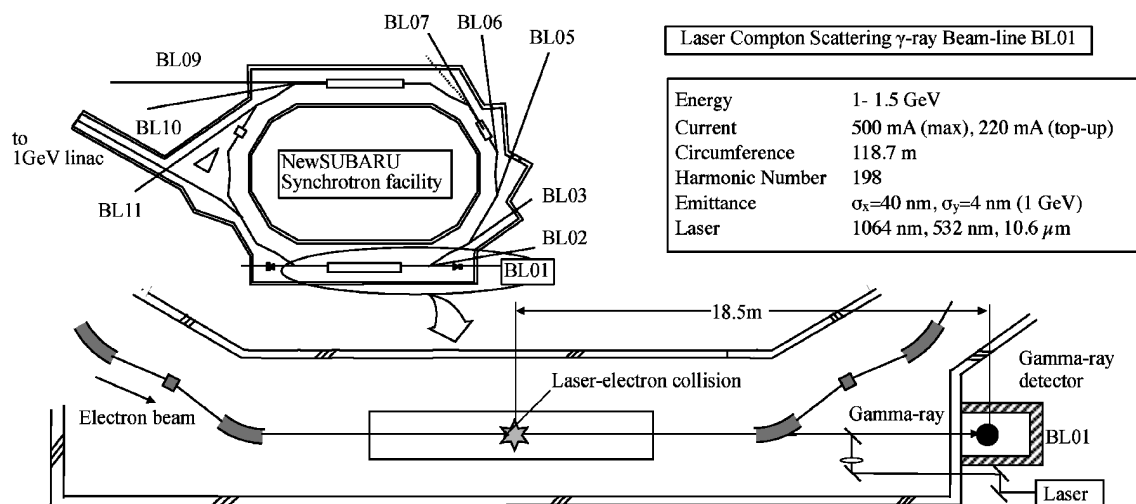 BL07
BL06
BL05
BL09
BL10
to
1GeV linac
NewSUBARU
Synchrotron facility
BL11
BL03
BL02
BL01
Laser Compton Scattering γ-ray Beam-line BL01
Energy 1- 1.5 GeV
Current 500 mA (max), 220 mA (top-up)
Circumference 118.7 m
Harmonic Number 198
Emittance σx=40 nm, σy=4 nm (1 GeV)
Laser 1064 nm, 532 nm, 10.6 μm
18.5m
Laser-electron collision
Electron beam
Gamma-ray
detector
Gamma-ray
BL01
Laser